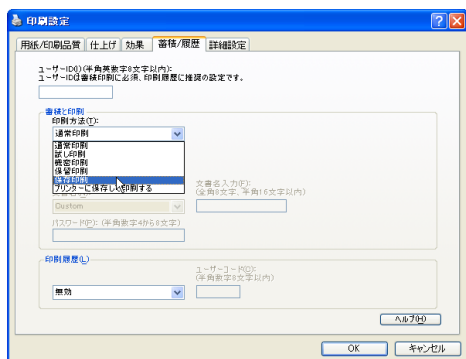 印刷設定
用紙/印刷品質 仕上げ 効果 蓄積/履歴 詳細設定
ユーザーID(I)(半角英数字8文字以内):
ユーザーIDは蓄積印刷に必須、印刷履歴に推奨の設定です。
蓄積と印刷
印刷方法(T):
通常印刷
通常印刷
試し印刷
機密印刷
保留印刷
保存印刷
プリンターに保存して印刷する
文書名入力(F):
(全角8文字、半角16文字以内)
Custom
パスワード(P): (半角数字4から8文字)
印刷履歴(L)
ユーザーコード(C):
(半角数字8文字以内)
無効
ヘルプ(H)
OK キャンセル